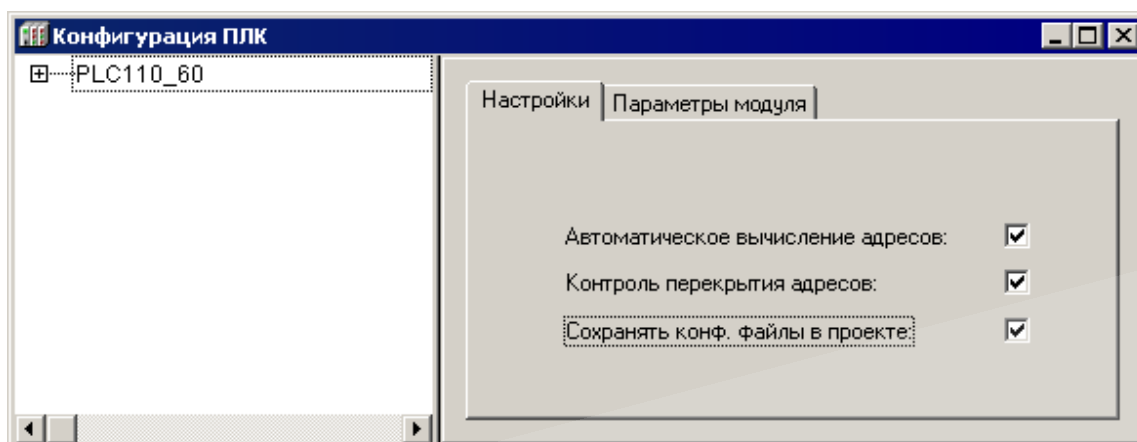 Конфигурация ПЛК
PLC110_60
Настройки
Параметры модуля
Автоматическое вычисление адресов:
Контроль перекрытия адресов:
Сохранять конф. файлы в проекте: